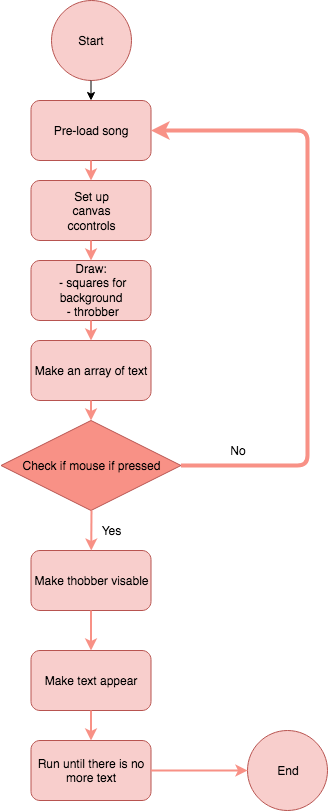 Start
Pre-load song
Set up
canvas
ccontrols
Draw:
- squares for
background
- throbber
Make an array of text
Check if mouse if pressed
No
Yes
Make thobber visable
Make text appear
Run until there is no
more text
End